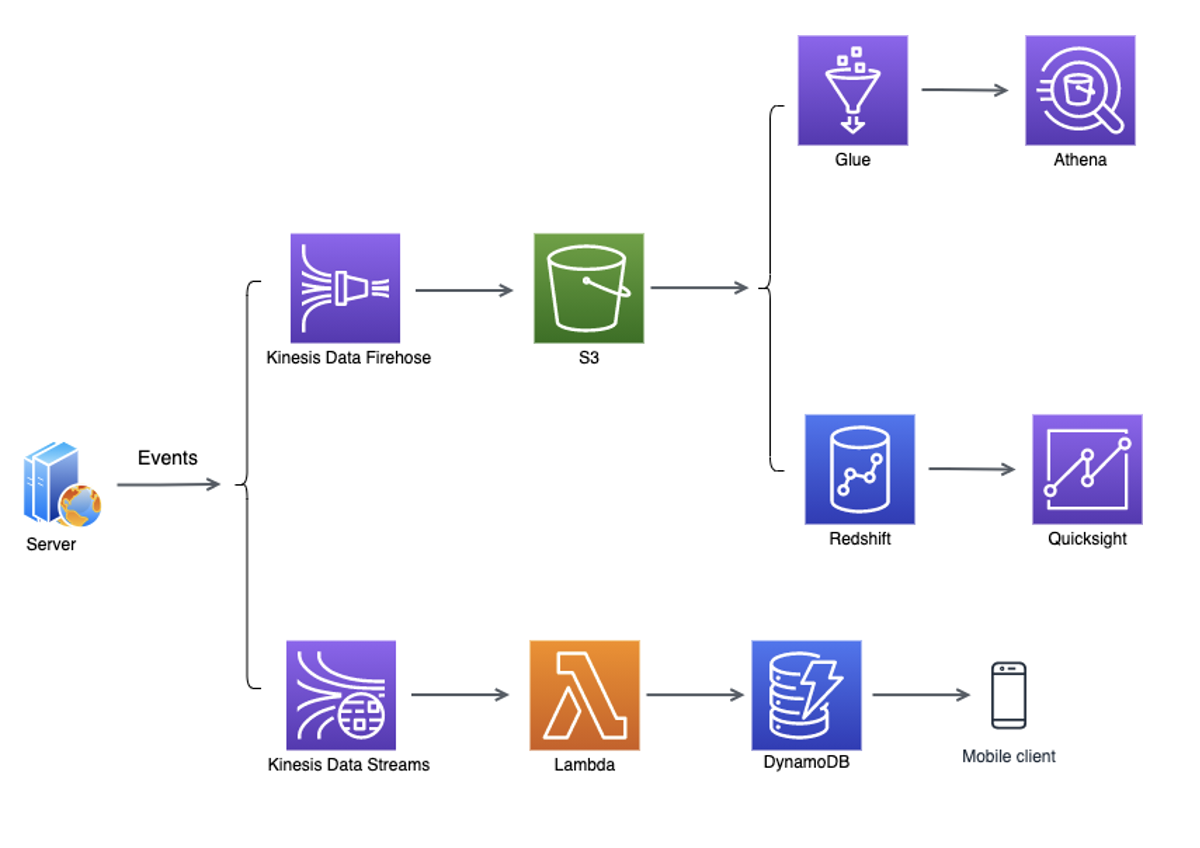 Glue
Athena
Kinesis Data Firehose
S3
Events
Server
Redshift
Quicksight
Kinesis Data Streams
Lambda
DynamoDB
Mobile client